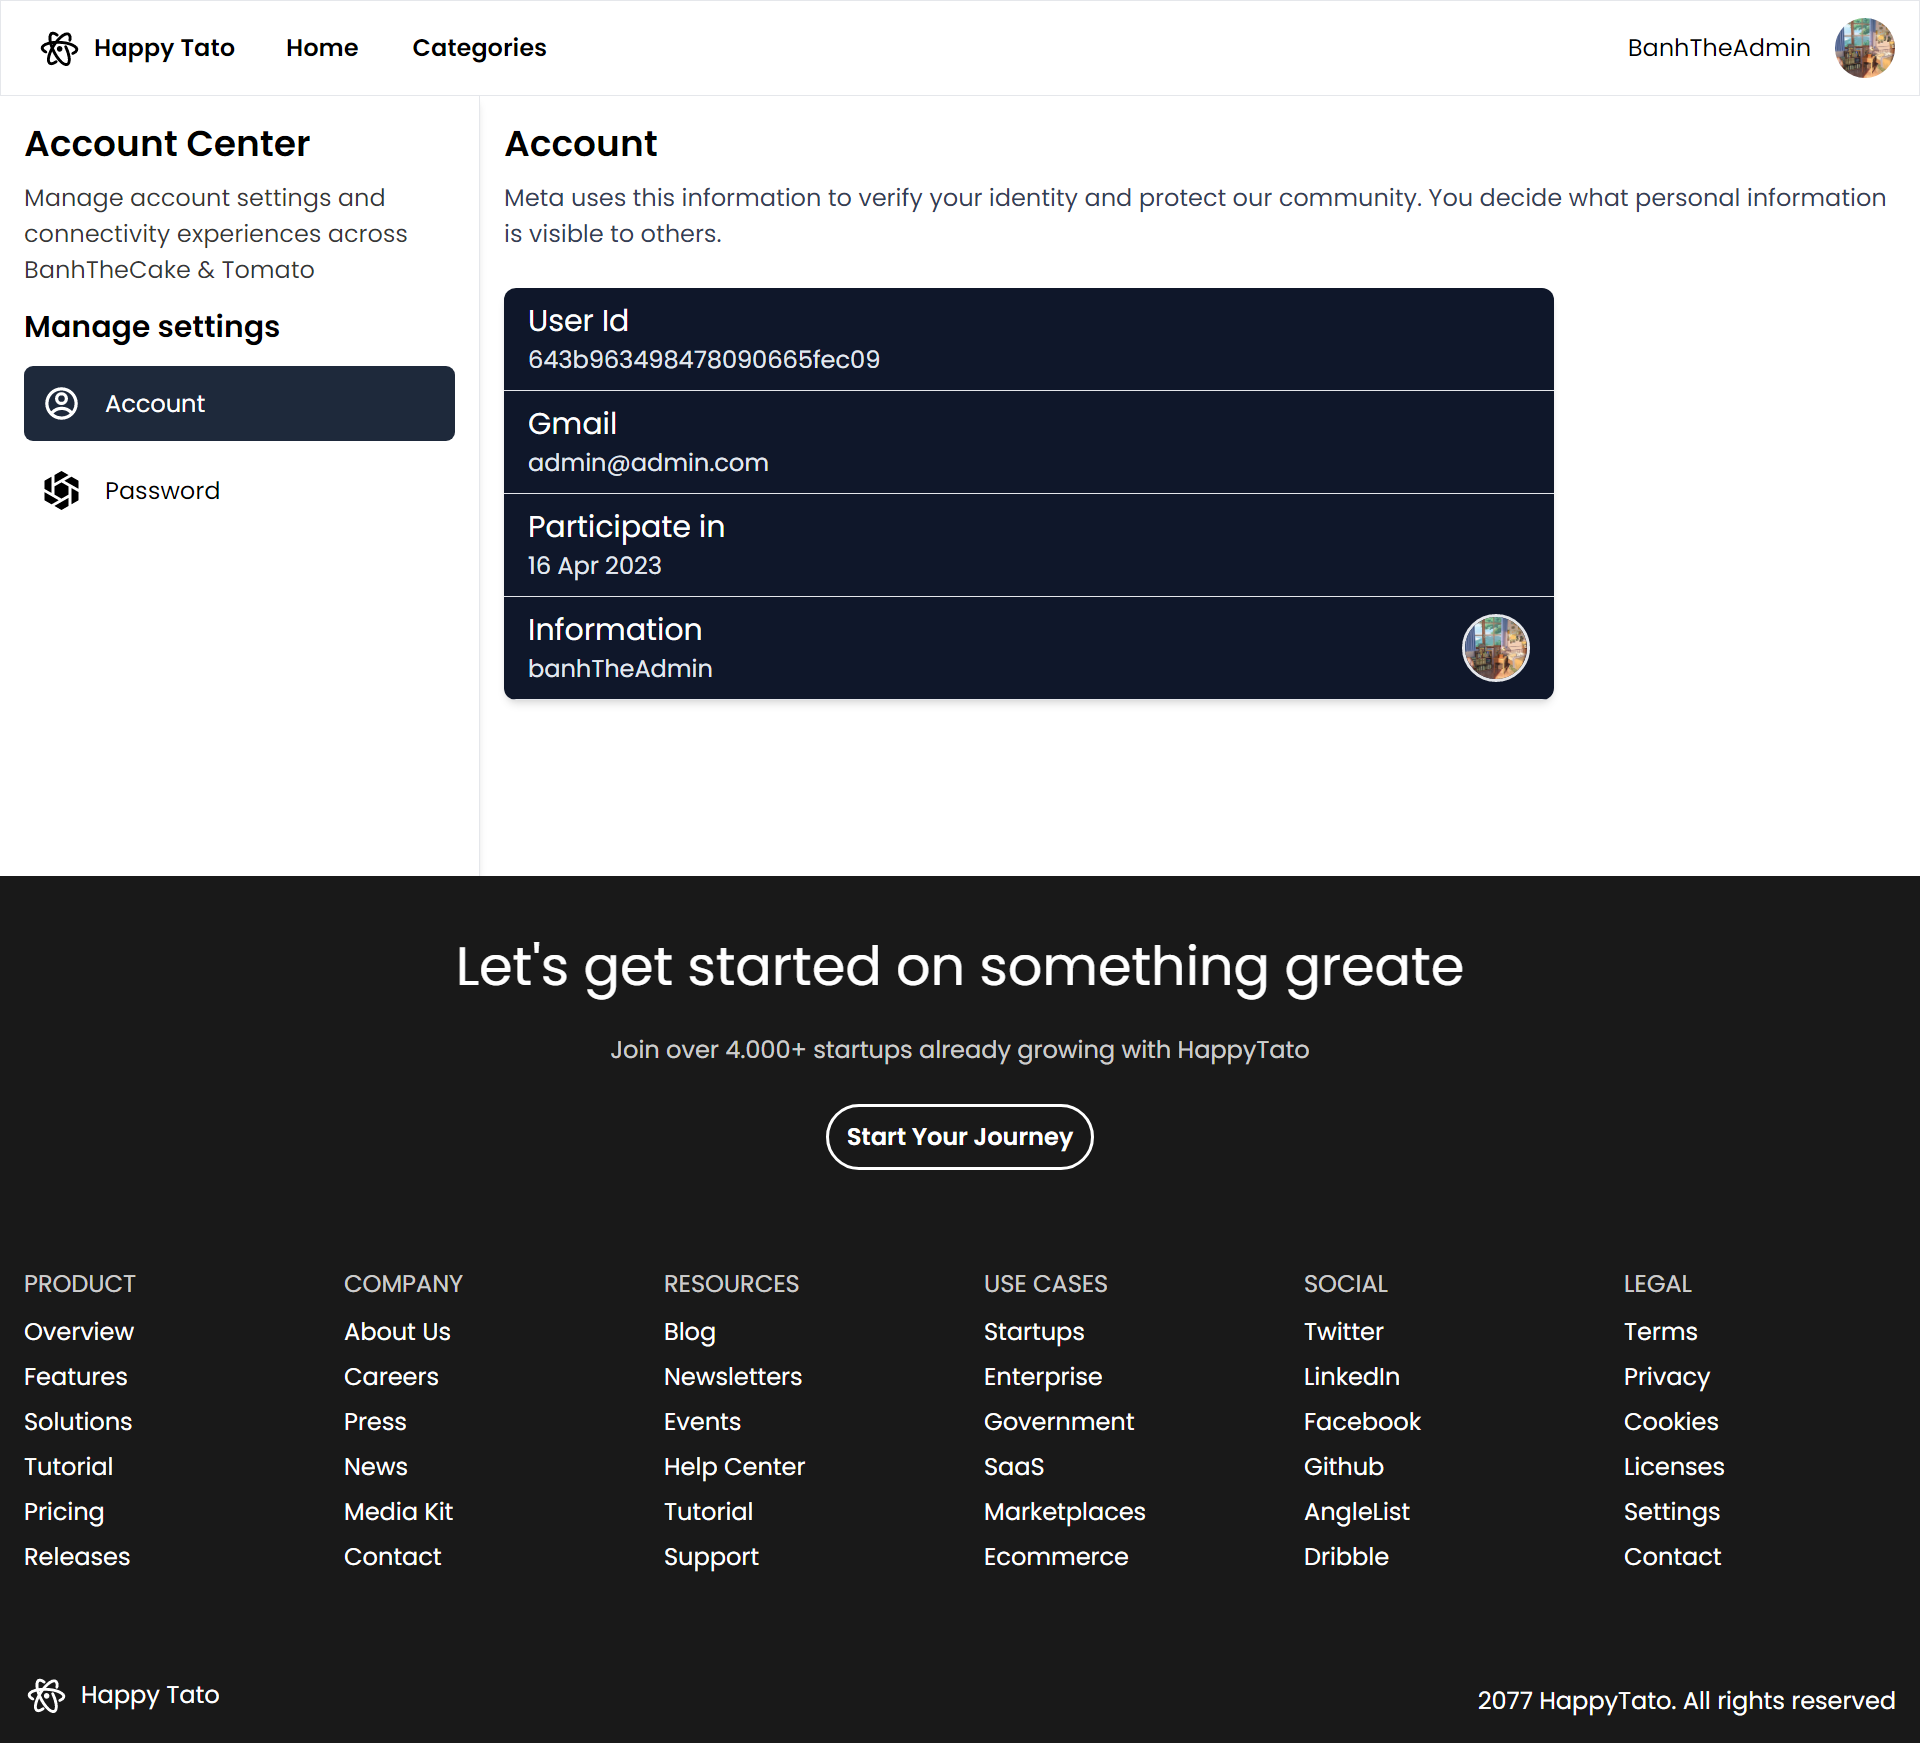 Happy Tato
Home
Categories
BanhTheAdmin
Account Center
Manage account settings and
connectivity experiences across
BanhTheCake & Tomato
Manage settings
Account
Password
Account
Meta uses this information to verify your identity and protect our community. You decide what personal information
is visible to others.
User Id
643b963498478090665fec09
Gmail
admin@admin.com
Participate in
16 Apr 2023
Information
banhTheAdmin
Let's get started on something greate
Join over 4.000+ startups already growing with HappyTato
Start Your Journey
PRODUCT
Overview
Features
Solutions
Tutorial
Pricing
Releases
COMPANY
About Us
Careers
Press
News
Media Kit
Contact
RESOURCES
Blog
Newsletters
Events
Help Center
Tutorial
Support
USE CASES
Startups
Enterprise
Government
SaaS
Marketplaces
Ecommerce
SOCIAL
Twitter
LinkedIn
Facebook
Github
AngleList
Dribble
LEGAL
Terms
Privacy
Cookies
Licenses
Settings
Contact
Happy Tato
2077 HappyTato. All rights reserved